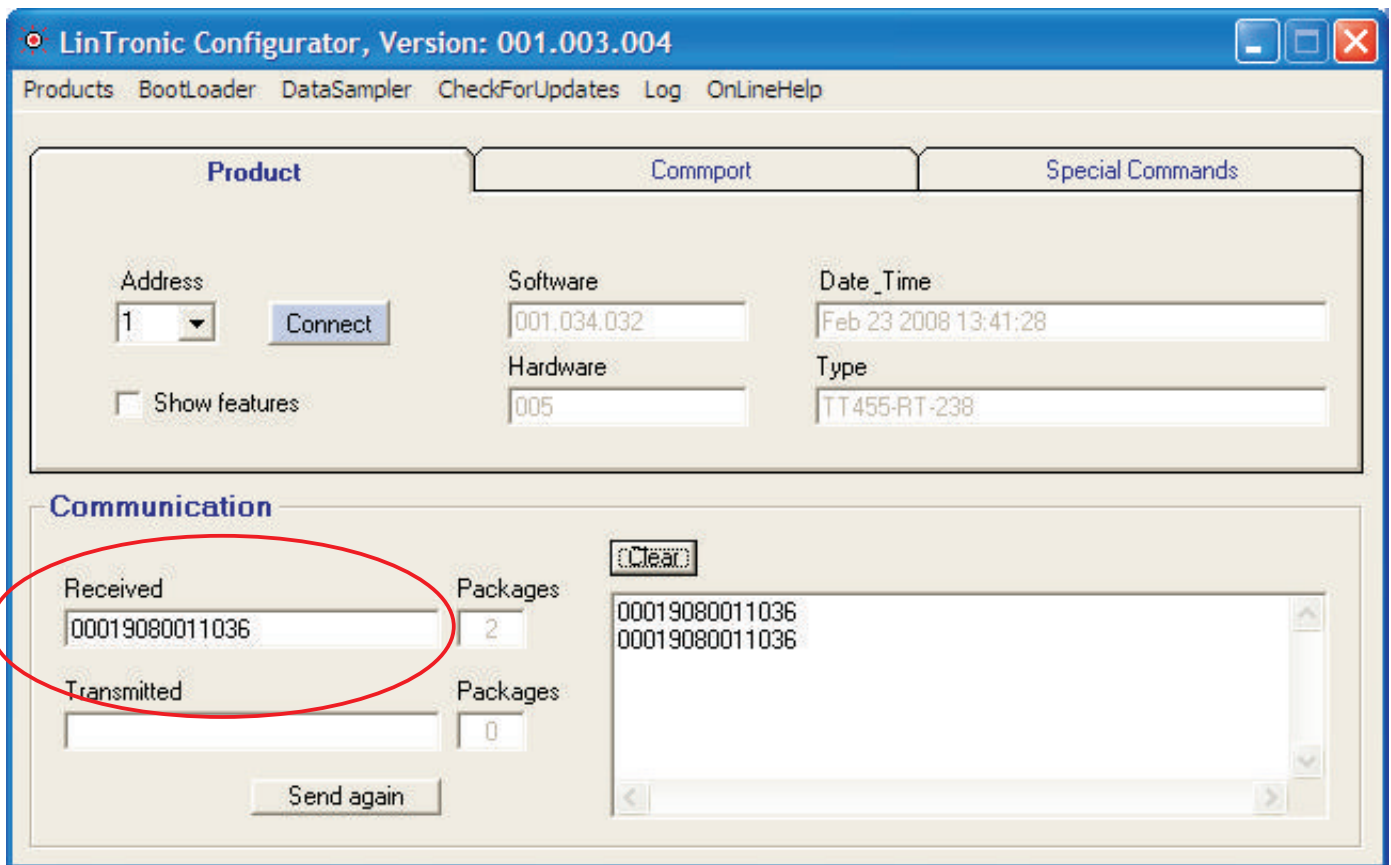 LinTronic Configurator, Version: 001.003.004
Products BootLoader DataSampler CheckForUpdates Log OnLineHelp
Product Commport Special Commands
Address Software Date_Time
1 Connect 001.034.032 Feb 23 2008 13:41:28
Hardware Type
Show features 005 TT455-RT-238
Communication
Clear
Received Packages
00019080011036 2
00019080011036
00019080011036
Transmitted Packages
0
Send again